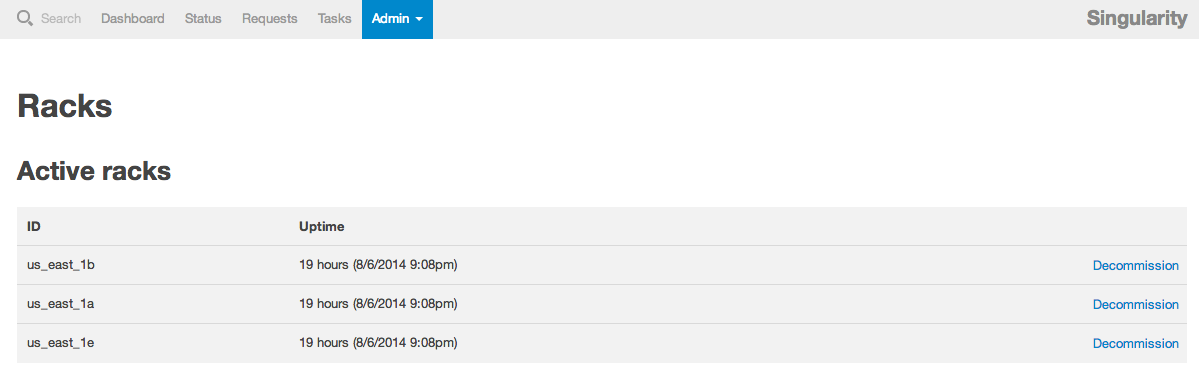 Search Dashboard Status Requests Tasks Admin Singularity
Racks
Active racks
ID Uptime
us_east_1b 19 hours (8/6/2014 9:08pm) Decommission
us_east_1a 19 hours (8/6/2014 9:08pm) Decommission
us_east_1e 19 hours (8/6/2014 9:08pm) Decommission